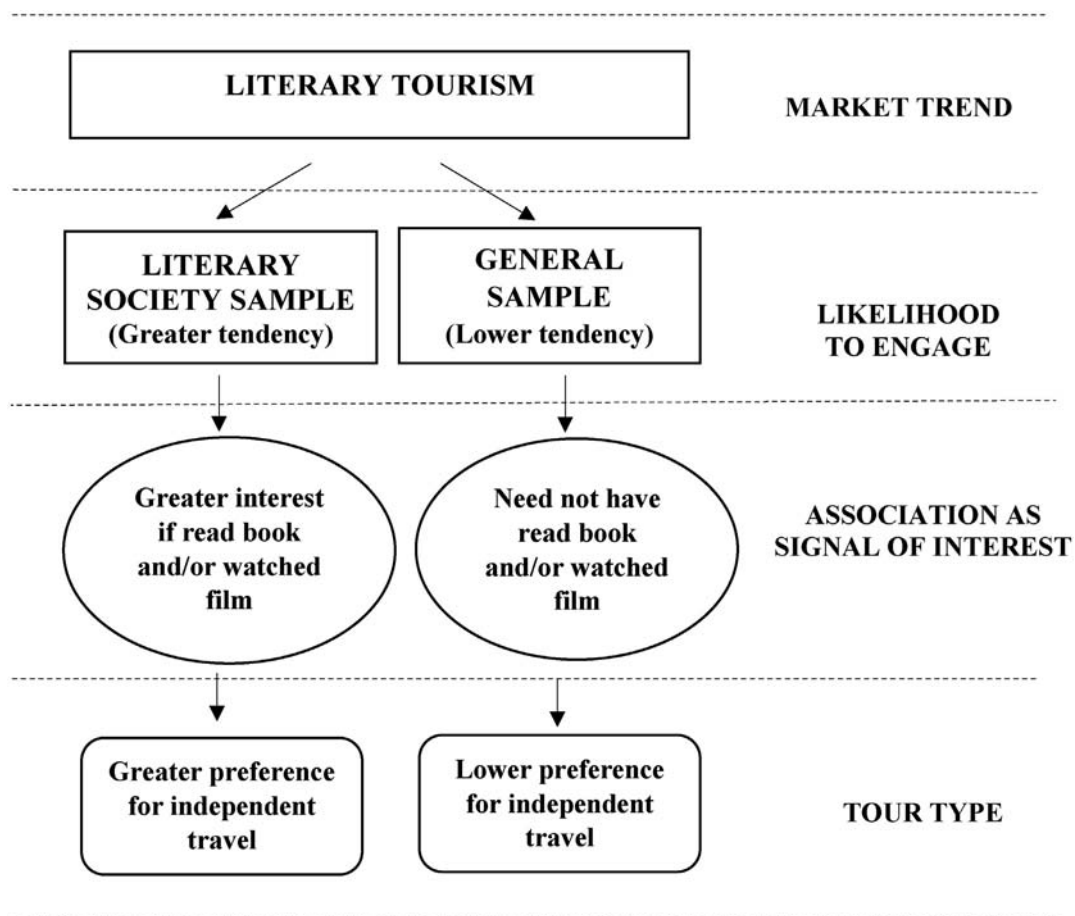 LITERARY TOURISM
MARKET TREND
LITERARY
SOCIETY SAMPLE
(Greater tendency)
GENERAL
SAMPLE
(Lower tendency)
LIKELIHOOD
TO ENGAGE
Greater interest
if read book
and/or watched
film
Need not have
read book
and/or watched
film
ASSOCIATION AS
SIGNAL OF INTEREST
Greater preference
for independent
travel
Lower preference
for independent
travel
TOUR TYPE